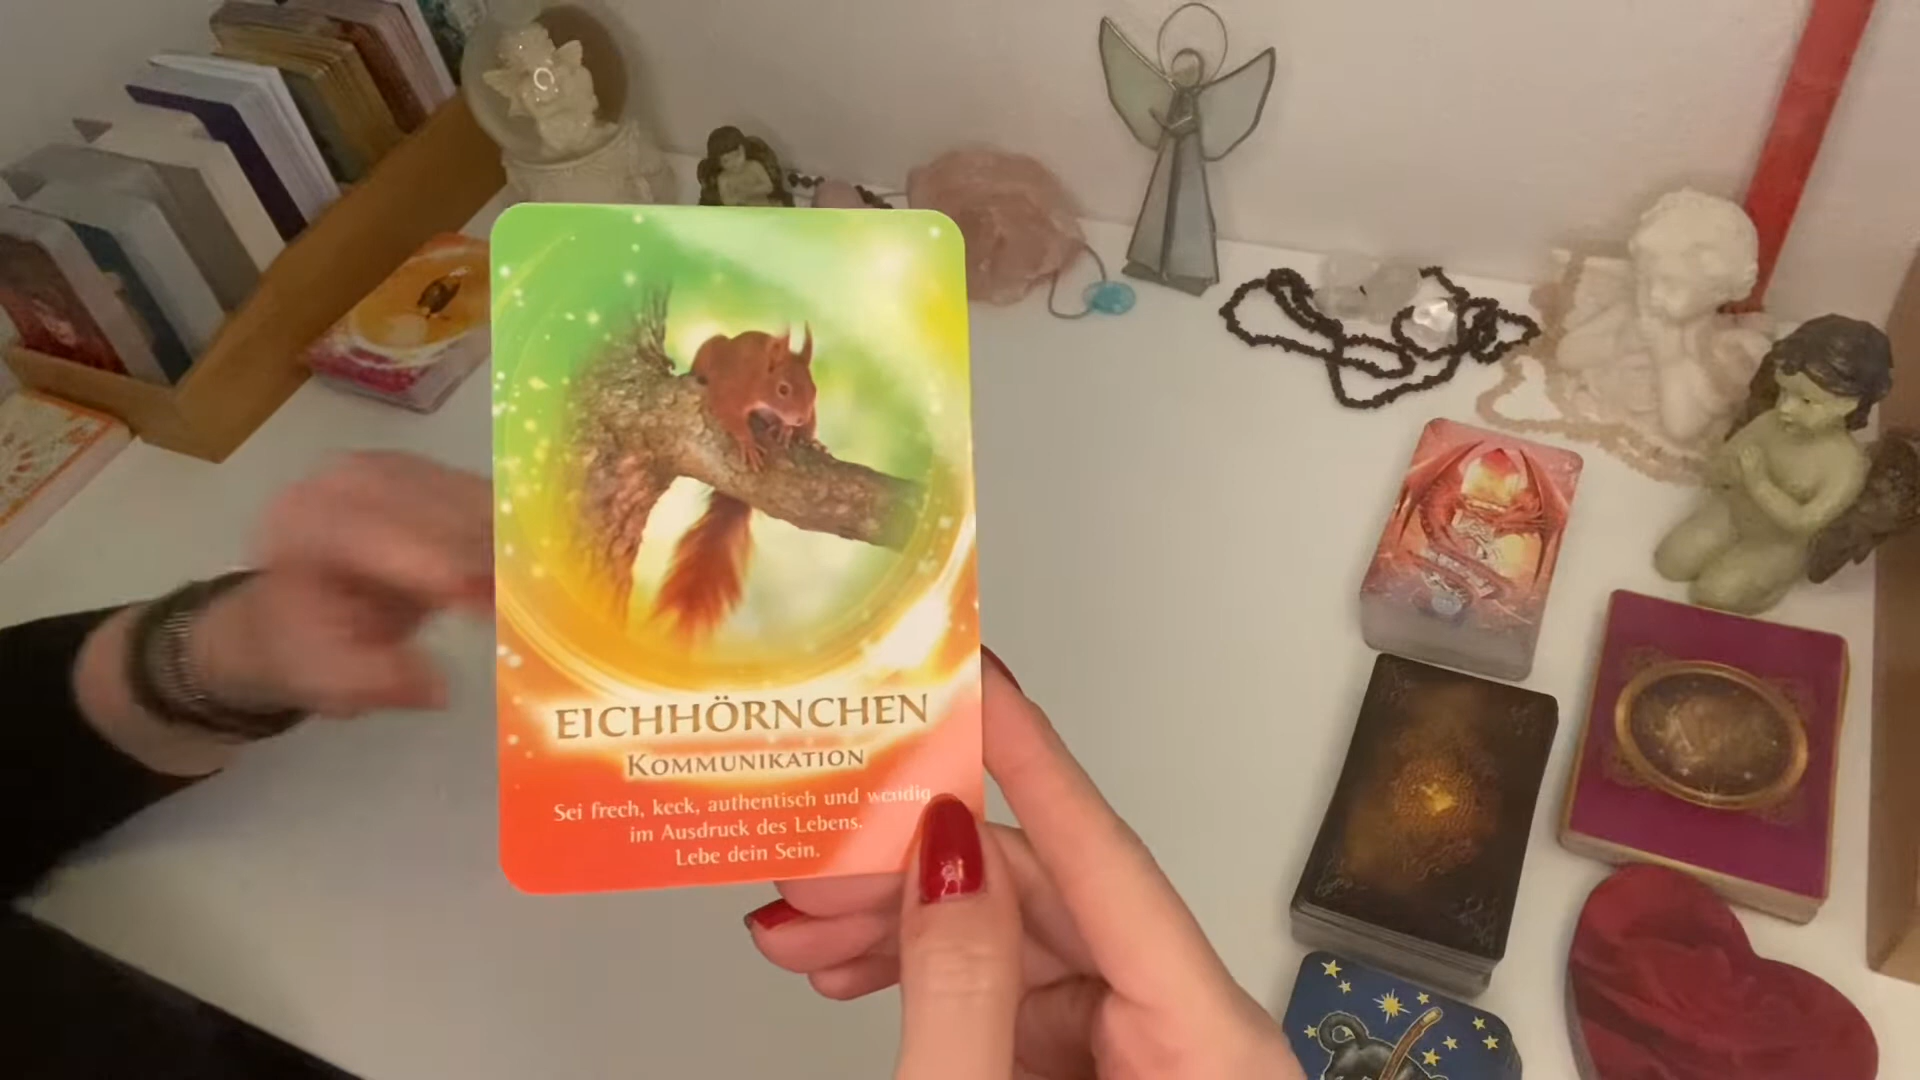 EICHHÖRNCHEN
KOMMUNIKATION
Sei frech, keck, authentisch und wendig
im Ausdruck des Lebens.
Lebe dein Sein.